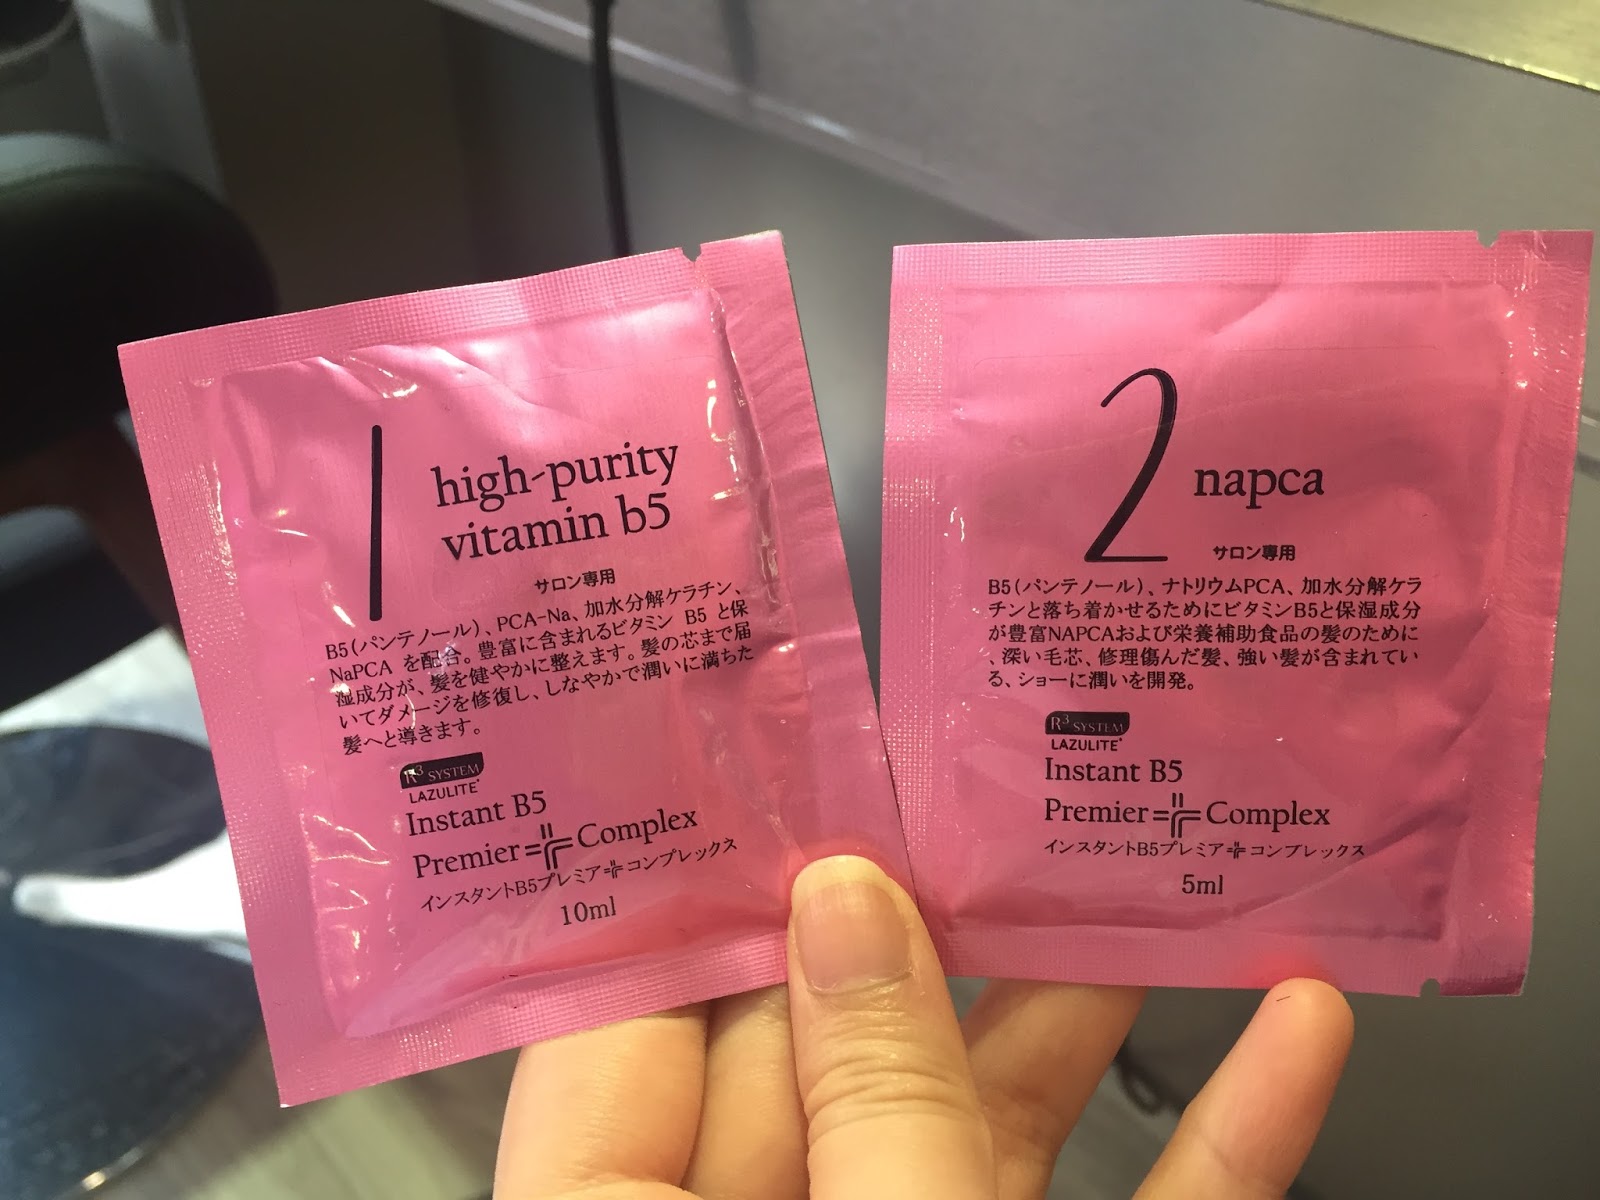 1
high-purity
vitamin b5
サロン専用
B5(パンテノール)、PCA-Na、加水分解ケラチン、
NaPCA を配合。豊富に含まれるビタミン B5 と保
湿成分が、髪を健やかに整えます。髪の芯まで届
いてダメージを修復し、しなやかで潤いに満ちた
髪へと導きます。
R3 SYSTEM
LAZULITE
Instant B5
Premier Complex
インスタントB5プレミア コンプレックス
10ml
2
napca
サロン専用
B5(パンテノール)、ナトリウムPCA、加水分解ケラ
チンと落ち着かせるためにビタミンB5と保湿成分
が豊富NAPCAおよび栄養補助食品の髪のために
、深い毛芯、修理傷んだ髪、強い髪が含まれてい
る、ショーに潤いを開発。
R3 SYSTEM
LAZULITE
Instant B5
Premier Complex
インスタントB5プレミア コンプレックス
5ml